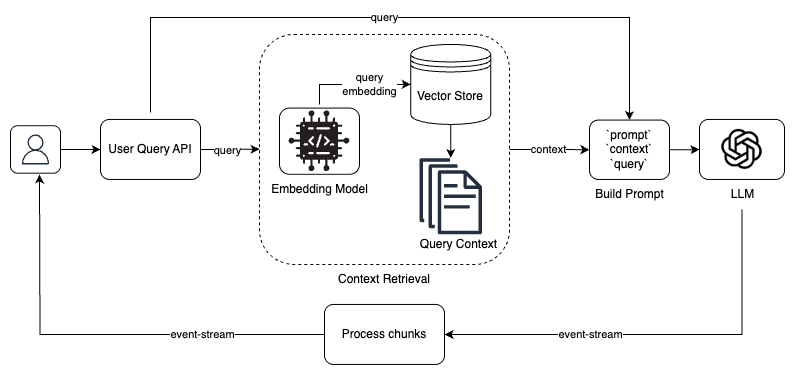 query
query
embedding
Vector Store
User Query API
query
</>
Embedding Model
Query Context
Context Retrieval
context
`prompt`
`context`
`query`
Build Prompt
LLM
event-stream
Process chunks
event-stream